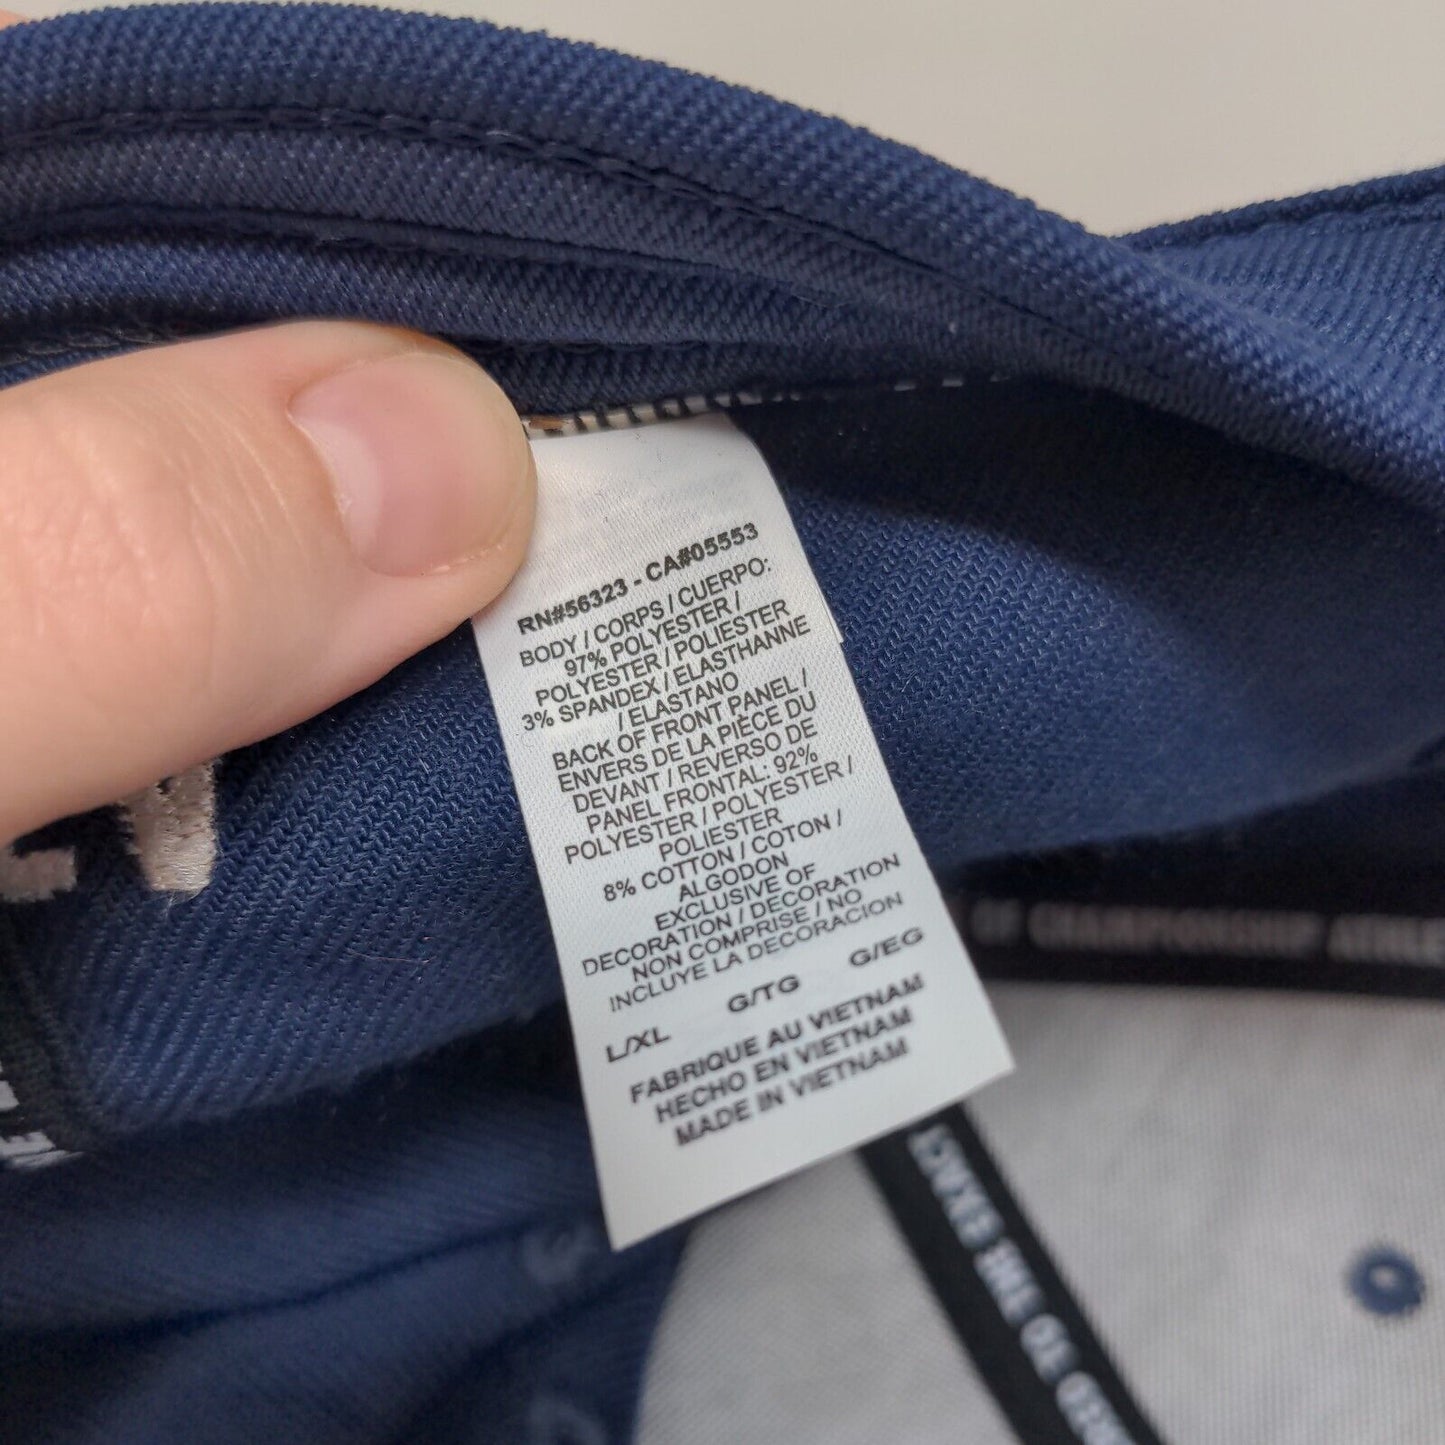 RN#56323 - CA#05553
BODY / CORPS / CUERPO:
97% POLYESTER /
POLYESTER / POLIESTER
3% SPANDEX / ELASTHANNE
/ ELASTANO
BACK OF FRONT PANEL /
ENVERS DE LA PIÈCE DU
DEVANT / REVERSO DE
PANEL FRONTAL: 92%
POLYESTER / POLYESTER /
POLIESTER
8% COTTON / COTON /
ALGODON
EXCLUSIVE OF
DECORATION / DECORATION
NON COMPRISE / NO
INCLUYE LA DECORACION
L/XL G/TG G/EG
FABRIQUE AU VIETNAM
HECHO EN VIETNAM
MADE IN VIETNAM
OF CHAMPIONSHIP